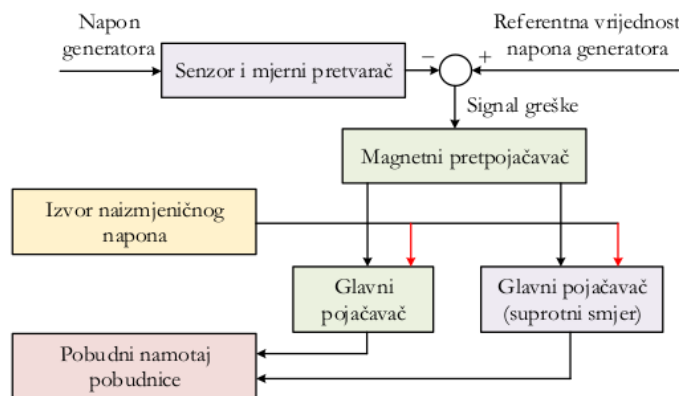 Napon
generatora
Referentna vrijednost
napona generatora
Senzor i mjerni pretvarač
−
+
Signal greške
Magnetni pretpojačavač
Izvor naizmjeničnog
napona
Glavni
pojačavač
Glavni pojačavač
(suprotni smjer)
Pobudni namotaj
pobudnice